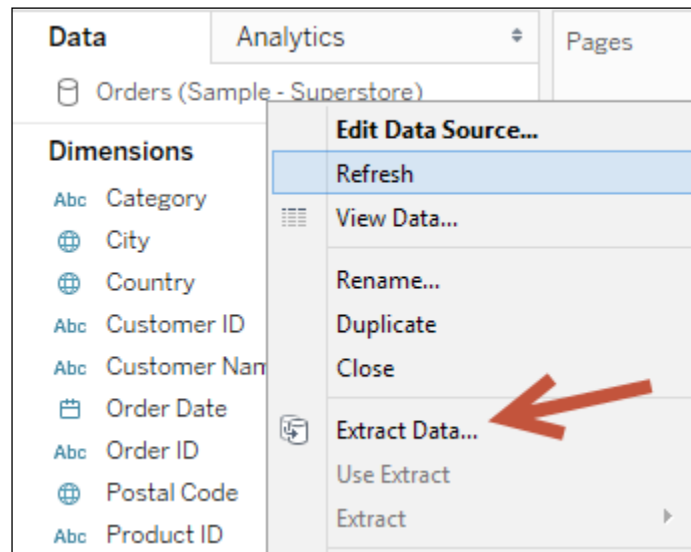 Data
Analytics
Pages
Orders (Sample - Superstore)
Dimensions
Abc Category
City
Country
Abc Customer ID
Abc Customer Nam
Order Date
Abc Order ID
Postal Code
Abc Product ID
Edit Data Source...
Refresh
View Data...
Rename...
Duplicate
Close
Extract Data...
Use Extract
Extract